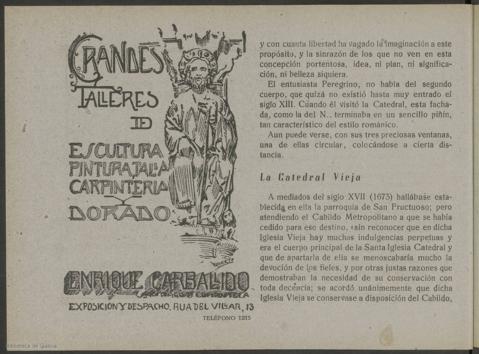 GRANDES
TALLERES
DE
ESCULTURA
PINTURA TALLA
CARPINTERIA
Y
DORADO
ENRIQUE CARBALLIDO
EXPOSICION Y DESPACHO, RUA DEL VILLAR, 13
TELÉFONO 1215
y con cuanta libertad ha vagado la imaginación a este
propósito, y la sinrazón de los que no ven en esta
concepción portentosa, idea, ni plan, ni significa-
ción, ni belleza siquiera.
El entusiasta Peregrino, no habla del segundo
cuerpo, que quizá no existió hasta muy entrado el
siglo XIII. Cuando él visitó la Catedral, esta facha-
da, como la del N., terminaba en un sencillo piñón,
tan característico del estilo románico.
Aun puede verse, con sus tres preciosas ventanas,
una de ellas circular, colocándose a cierta dis-
tancia.
La Catedral Vieja
A mediados del siglo XVII (1673) hallábase esta-
blecida en ella la parroquia de San Fructuoso; pero
atendiendo el Cabildo Metropolitano a que se había
cedido para ese destino, «sin reconocer que en dicha
Iglesia Vieja hay muchas indulgencias perpetuas y
era el cuerpo principal de la Santa Iglesia Catedral y
que de apartarla de ella se menoscabaría mucho la
devoción de los fieles, y por otras justas razones que
demostraban la necesidad de su conservación con
toda decencia; se acordó unánimemente que dicha
Iglesia Vieja se conservase a disposición del Cabildo,
Biblioteca de Galicia